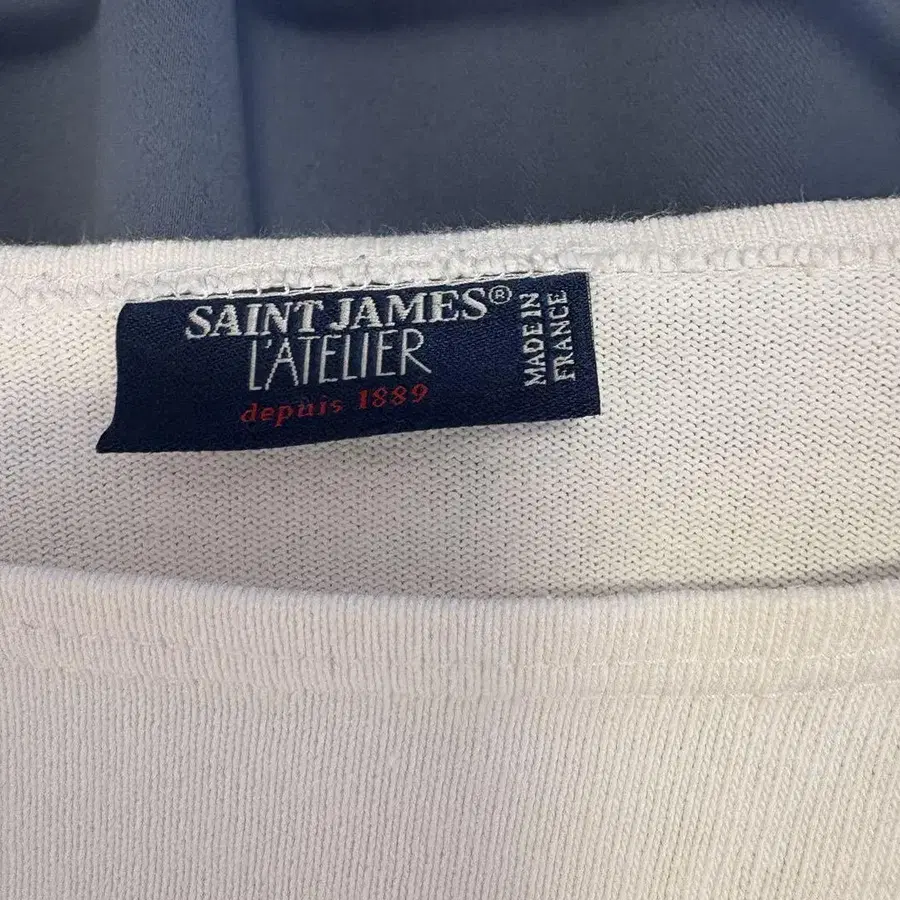 SAINT JAMES®
L'ATELIER
depuis 1889
MADE IN
FRANCE